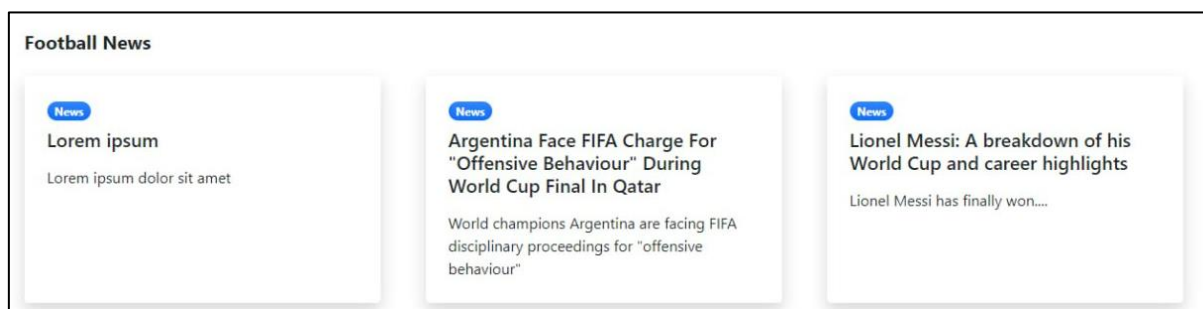 Football News
News
Lorem ipsum
Lorem ipsum dolor sit amet
News
Argentina Face FIFA Charge For
"Offensive Behaviour" During
World Cup Final In Qatar
World champions Argentina are facing FIFA
disciplinary proceedings for "offensive
behaviour"
News
Lionel Messi: A breakdown of his
World Cup and career highlights
Lionel Messi has finally won....